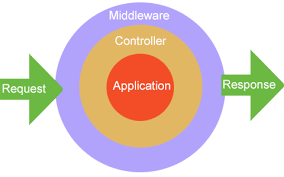 Middleware
Controller
Application
Request
Response